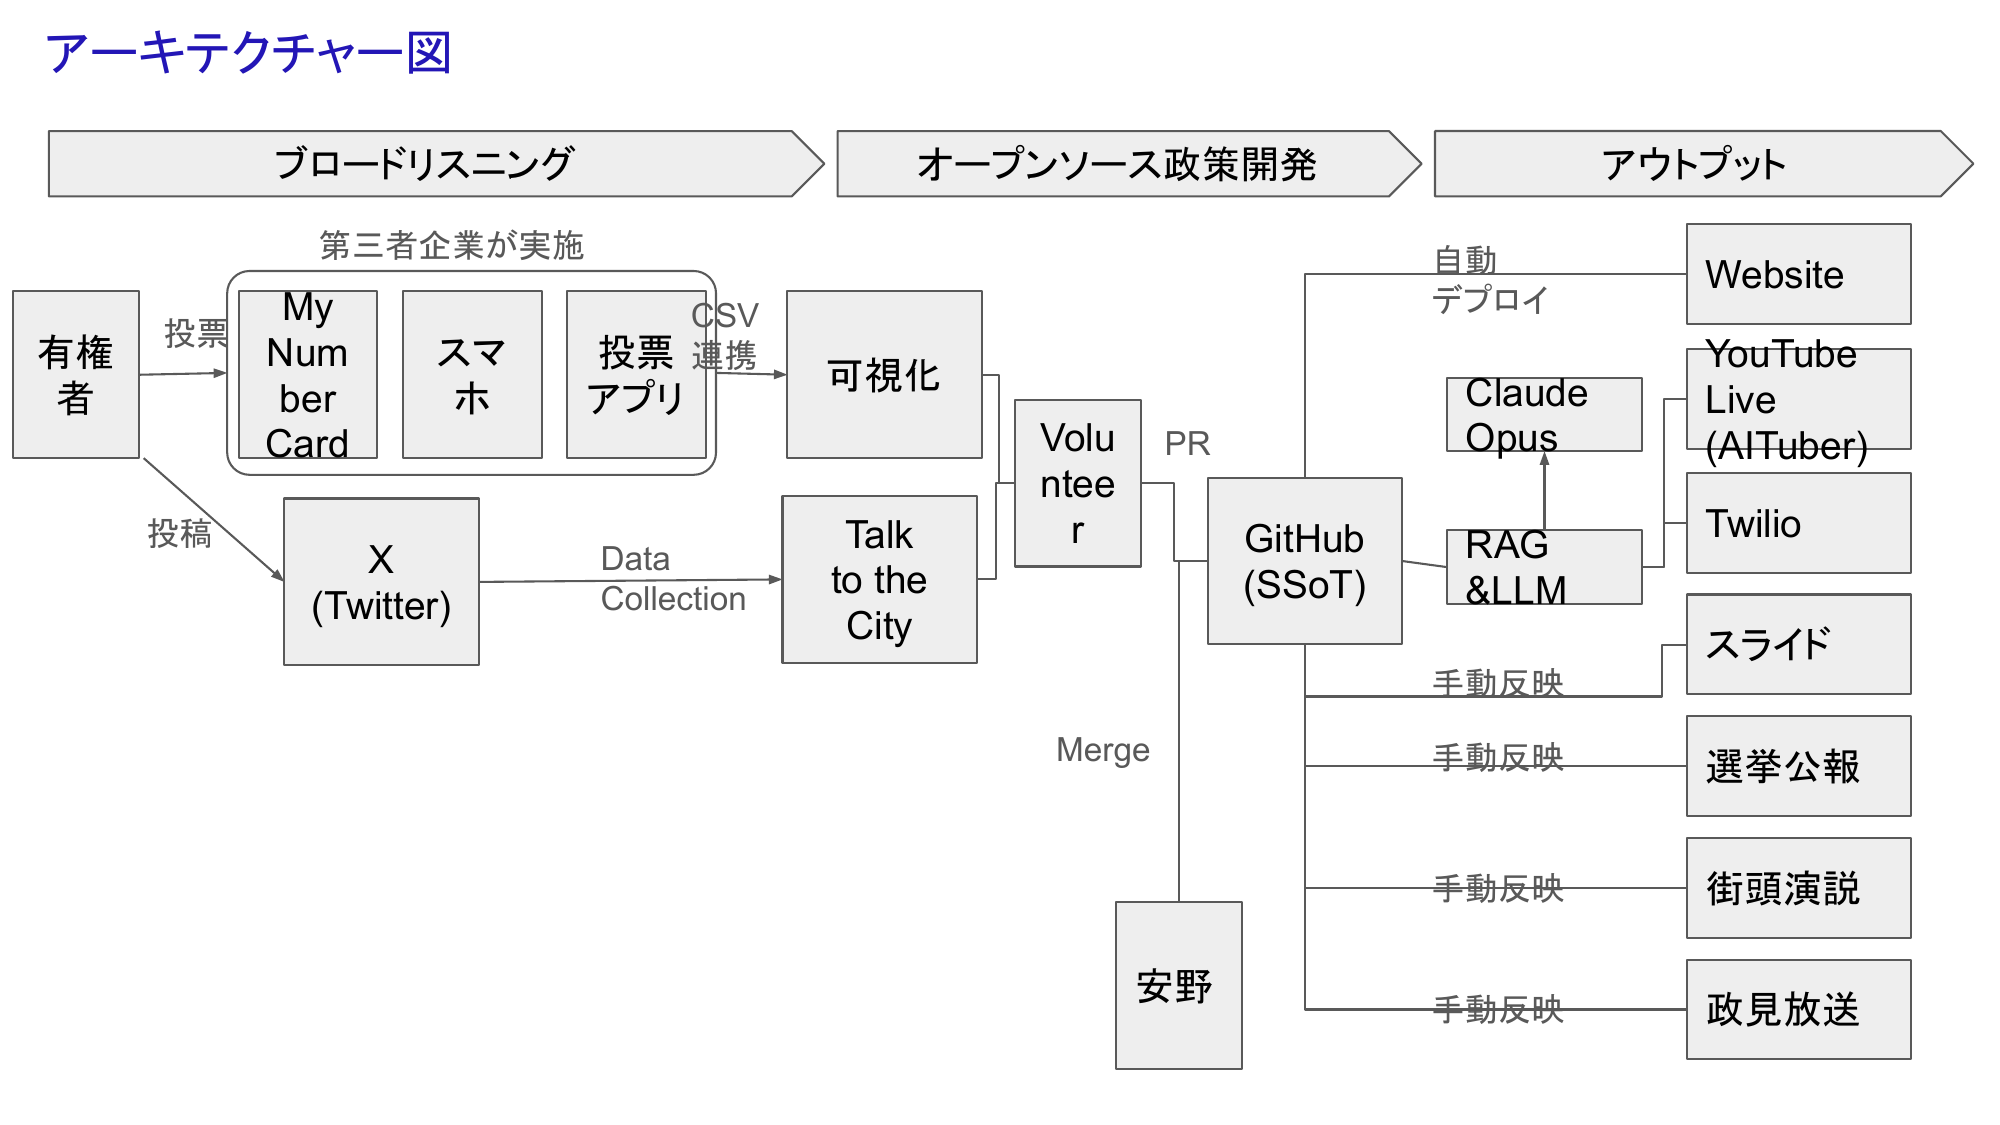 アーキテクチャー図
ブロードリスニング
オープンソース政策開発
アウトプット
第三者企業が実施
有権
者
投票
My
Num
ber
Card
スマ
ホ
投票
アプリ
CSV
連携
可視化
投稿
X
(Twitter)
Data
Collection
Talk
to the
City
Volu
ntee
r
PR
Merge
安野
GitHub
(SSoT)
自動
デプロイ
Claude
Opus
RAG
&LLM
手動反映
手動反映
手動反映
手動反映
Website
YouTube
Live
(AITuber)
Twilio
スライド
選挙公報
街頭演説
政見放送